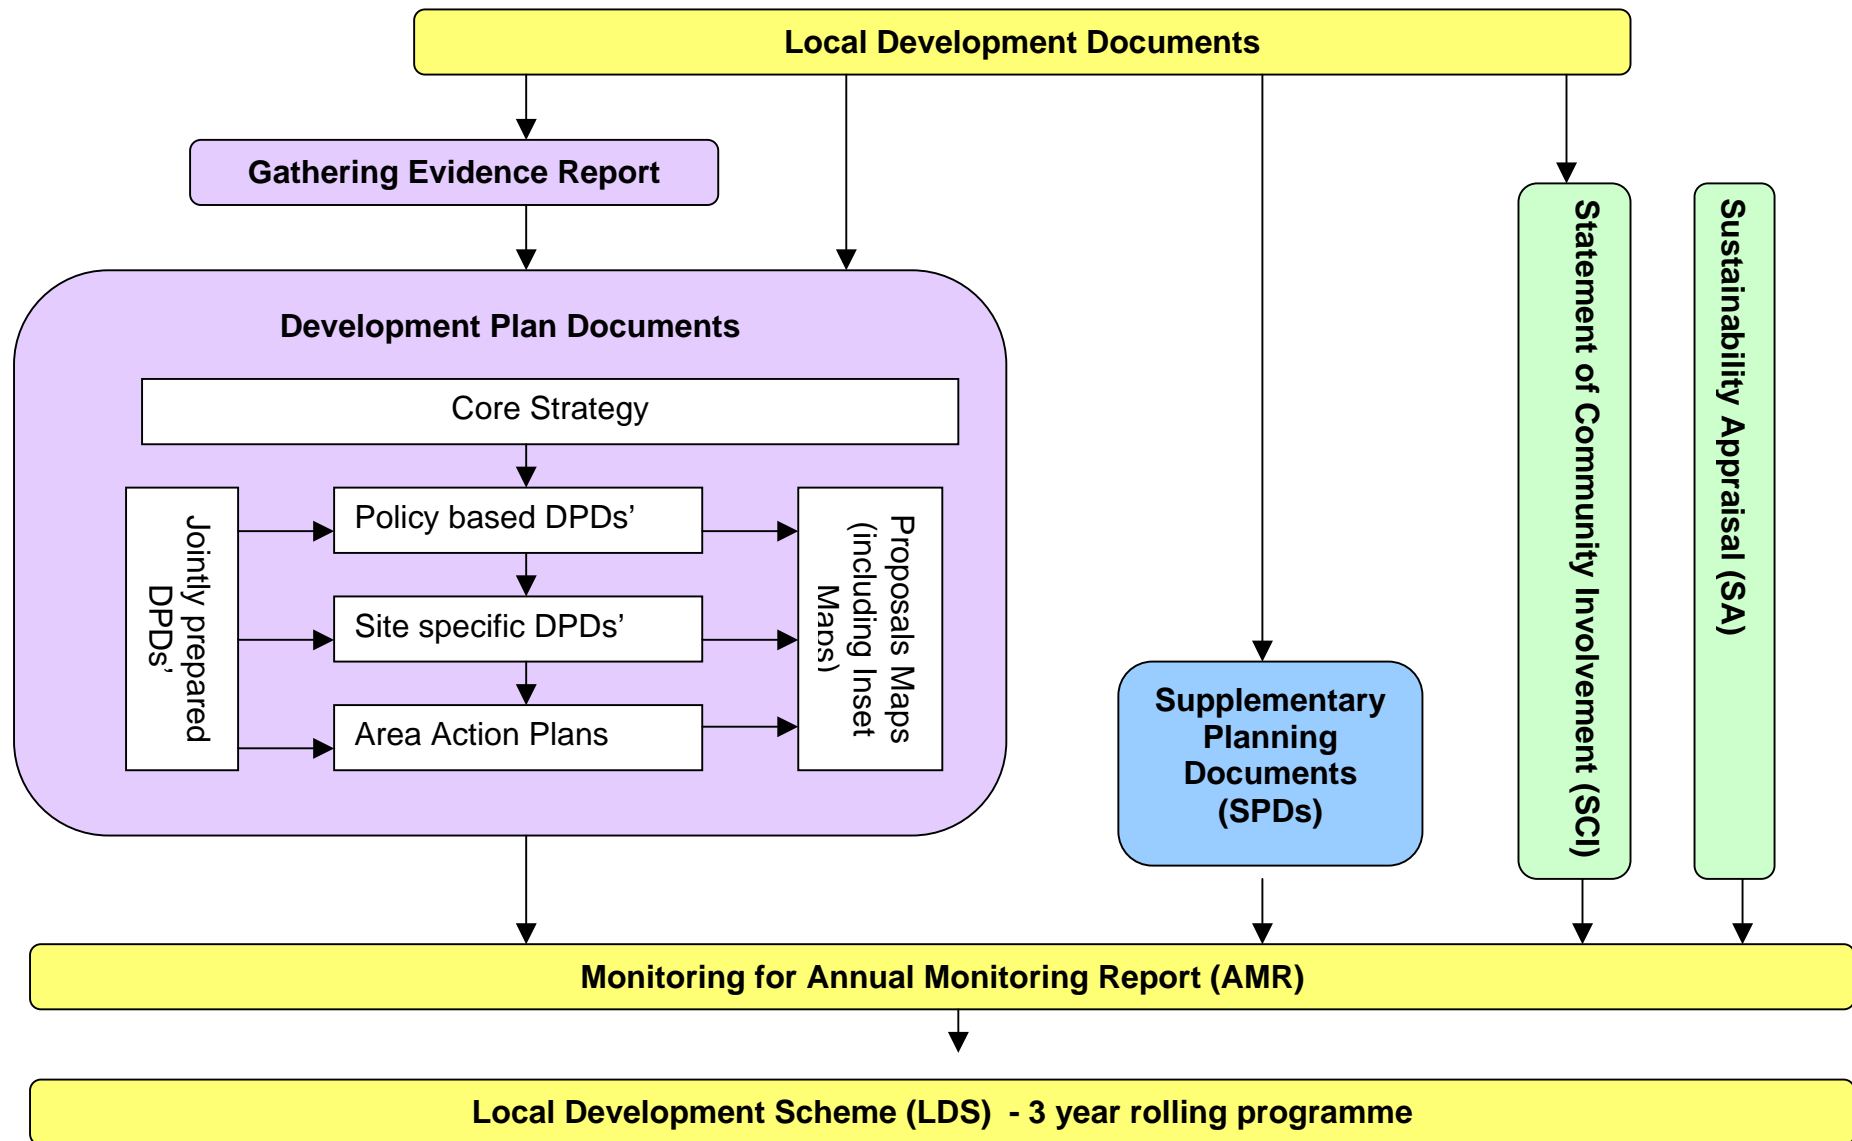 Local Development Documents
Gathering Evidence Report
Development Plan Documents
Core Strategy
Jointly prepared
DPDs’
Policy based DPDs’
Site specific DPDs’
Area Action Plans
Proposals Maps
(including Inset
Maps)
Supplementary
Planning
Documents
(SPDs)
Statement of Community Involvement (SCI)
Sustainability Appraisal (SA)
Monitoring for Annual Monitoring Report (AMR)
Local Development Scheme (LDS)  - 3 year rolling programme